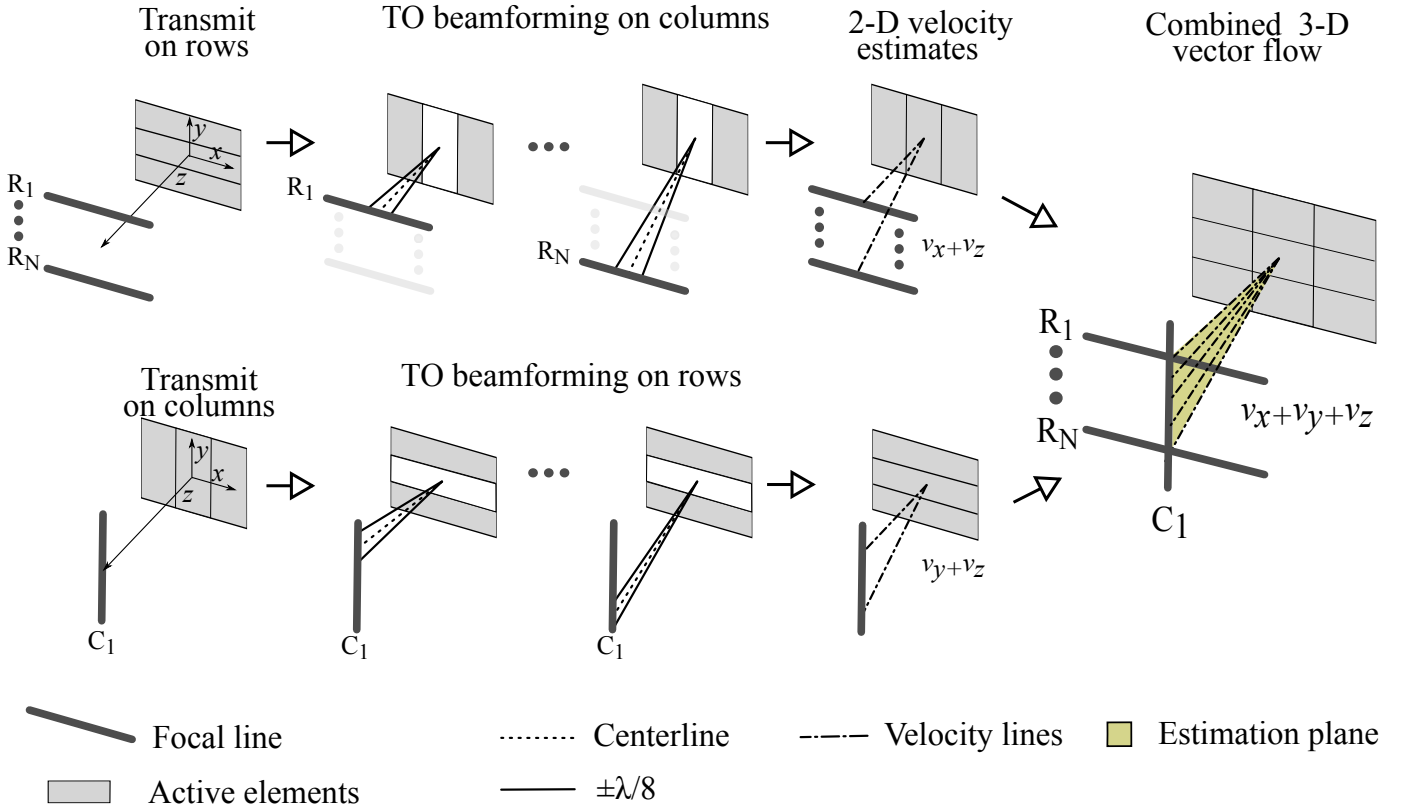 Transmit
on rows
TO beamforming on columns
2-D velocity
estimates
Combined 3-D
vector flow
y
x
z
R1
RN
R1
RN
vx+vz
R1
RN
vx+vy+vz
C1
Transmit
on columns
TO beamforming on rows
y
x
z
C1
C1
C1
vy+vz
Focal line
Centerline
Velocity lines
Estimation plane
Active elements
±λ/8